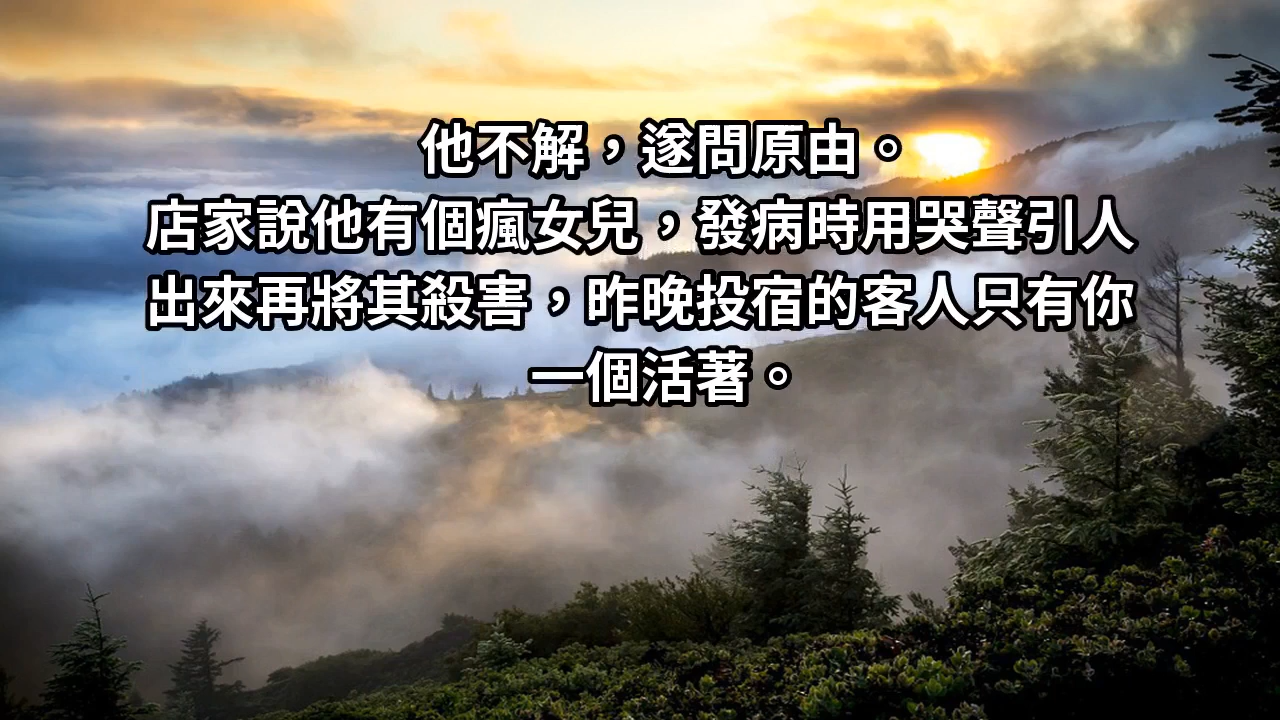 他不解，遂問原由。
店家說他有個瘋女兒，發病時用哭聲引人
出來再將其殺害，昨晚投宿的客人只有你
一個活著。